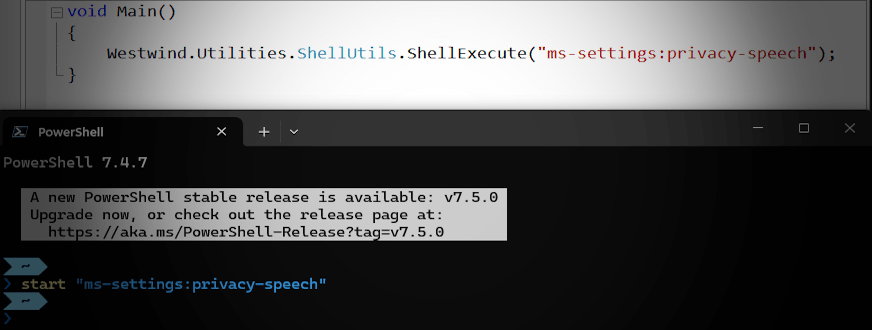 void Main()
{
Westwind.Utilities.ShellUtils.ShellExecute("ms-settings:privacy-speech");
}
PowerShell
PowerShell 7.4.7
A new PowerShell stable release is available: v7.5.0
Upgrade now, or check out the release page at:
https://aka.ms/PowerShell-Release?tag=v7.5.0
~
❯ start "ms-settings:privacy-speech"
~
❯